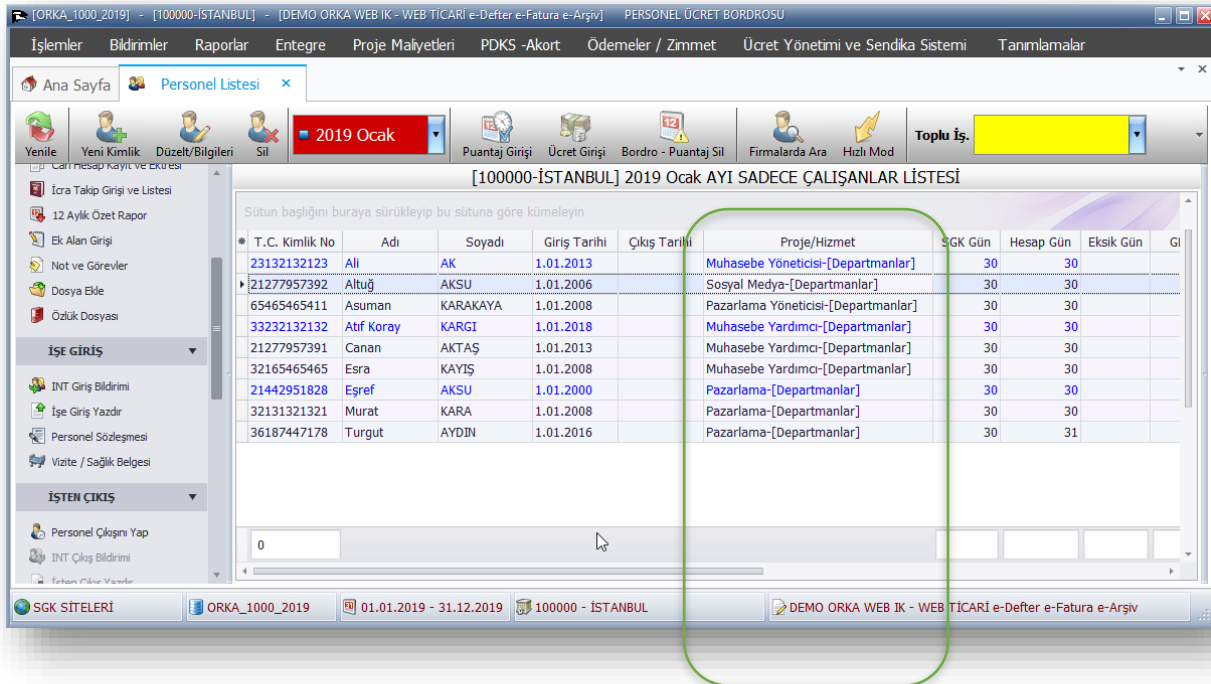 [ORKA_1000_2019] - [100000-İSTANBUL] - [DEMO ORKA WEB IK - WEB TİCARİ e-Defter e-Fatura e-Arşiv] PERSONEL ÜCRET BORDROSU
İşlemler Bildirimler Raporlar Entegre Proje Maliyetleri PDKS -Akort Ödemeler / Zimmet Ücret Yönetimi ve Sendika Sistemi Tanımlamalar
Ana Sayfa Personel Listesi
2019 Ocak Toplu İş.
Yenile Yeni Kimlik Düzelt/Bilgileri Sil Puantaj Girişi Ücret Girişi Bordro - Puantaj Sil Firmalarda Ara Hızlı Mod
Cari Hesap Kayıt ve Ekstresi
İcra Takip Girişi ve Listesi
12 Aylık Özet Rapor
Ek Alan Girişi
Not ve Görevler
Dosya Ekle
Özlük Dosyası
İŞE GİRİŞ
INT Giriş Bildirimi
İşe Giriş Yazdır
Personel Sözleşmesi
Vizite / Sağlık Belgesi
İŞTEN ÇIKIŞ
Personel Çıkışını Yap
INT Çıkış Bildirimi
İşten Çıkış Yazdır
[100000-İSTANBUL] 2019 Ocak AYI SADECE ÇALIŞANLAR LİSTESİ
Sütun başlığını buraya sürükleyip bu sütuna göre kümeleyin
T.C. Kimlik No Adı Soyadı Giriş Tarihi Çıkış Tarihi Proje/Hizmet SGK Gün Hesap Gün Eksik Gün
23132132123 Ali AK 1.01.2013 Muhasebe Yöneticisi-[Departmanlar] 30 30
21277957392 Altuğ AKSU 1.01.2006 Sosyal Medya-[Departmanlar] 30 30
65465465411 Asuman KARAKAYA 1.01.2008 Pazarlama Yöneticisi-[Departmanlar] 30 30
33232132132 Atıf Koray KARGI 1.01.2018 Muhasebe Yardımcı-[Departmanlar] 30 30
21277957391 Canan AKTAŞ 1.01.2013 Muhasebe Yardımcı-[Departmanlar] 30 30
32165465465 Esra KAYIŞ 1.01.2008 Muhasebe Yardımcı-[Departmanlar] 30 30
21442951828 Eşref AKSU 1.01.2000 Pazarlama-[Departmanlar] 30 30
32131321321 Murat KARA 1.01.2008 Pazarlama-[Departmanlar] 30 30
36187447178 Turgut AYDIN 1.01.2016 Pazarlama-[Departmanlar] 30 31
0
SGK SİTELERİ ORKA_1000_2019 01.01.2019 - 31.12.2019 100000 - İSTANBUL DEMO ORKA WEB IK - WEB TİCARİ e-Defter e-Fatura e-Arşiv